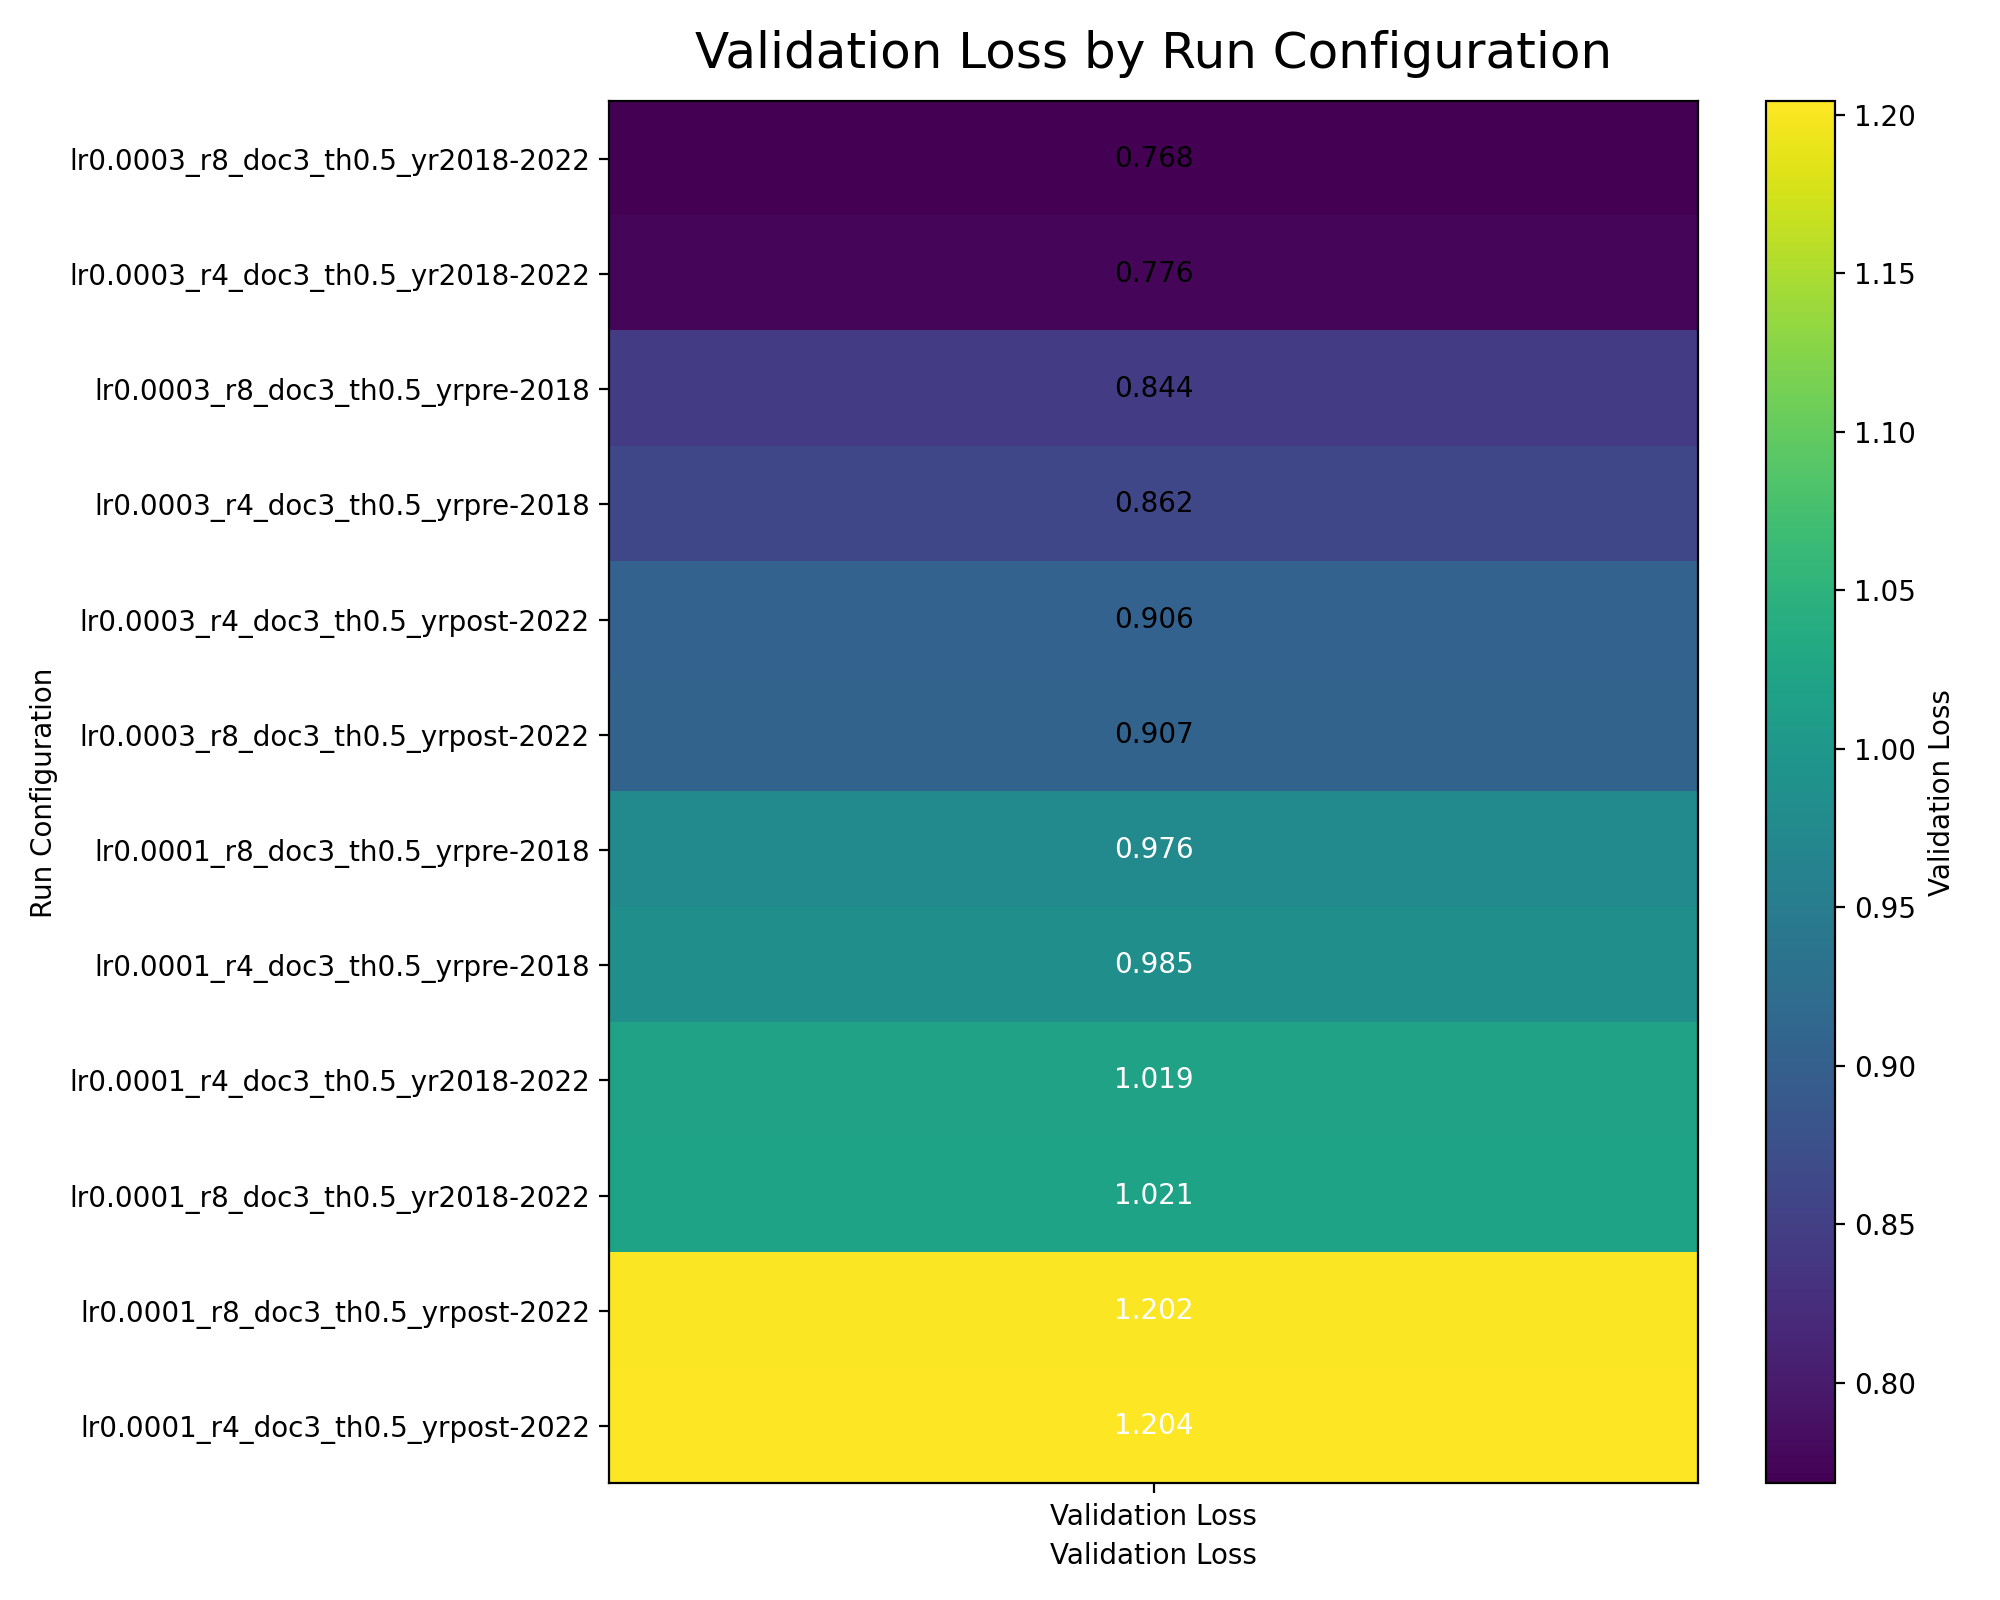 Validation Loss by Run Configuration
lr0.0003_r8_doc3_th0.5_yr2018-2022
0.768
lr0.0003_r4_doc3_th0.5_yr2018-2022
0.776
lr0.0003_r8_doc3_th0.5_yrpre-2018
0.844
lr0.0003_r4_doc3_th0.5_yrpre-2018
0.862
lr0.0003_r4_doc3_th0.5_yrpost-2022
0.906
lr0.0003_r8_doc3_th0.5_yrpost-2022
0.907
lr0.0001_r8_doc3_th0.5_yrpre-2018
0.976
lr0.0001_r4_doc3_th0.5_yrpre-2018
0.985
lr0.0001_r4_doc3_th0.5_yr2018-2022
1.019
lr0.0001_r8_doc3_th0.5_yr2018-2022
1.021
lr0.0001_r8_doc3_th0.5_yrpost-2022
1.202
lr0.0001_r4_doc3_th0.5_yrpost-2022
1.204
Run Configuration
Validation Loss
Validation Loss
1.20
1.15
1.10
1.05
1.00
0.95
0.90
0.85
0.80
Validation Loss